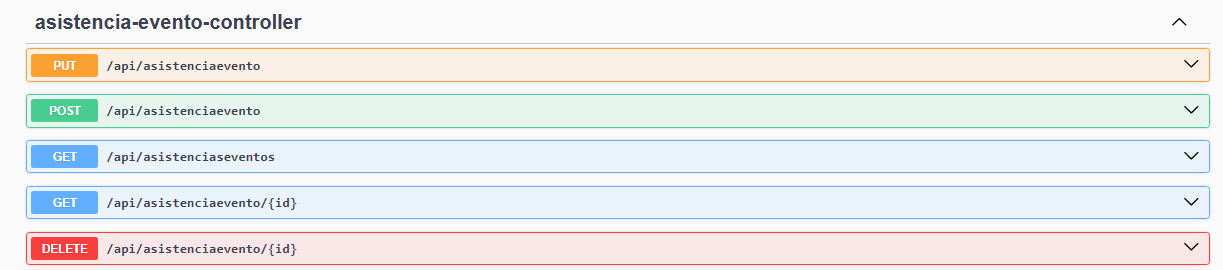 asistencia-evento-controller
PUT /api/asistenciaevento
POST /api/asistenciaevento
GET /api/asistenciaseventos
GET /api/asistenciaevento/{id}
DELETE /api/asistenciaevento/{id}